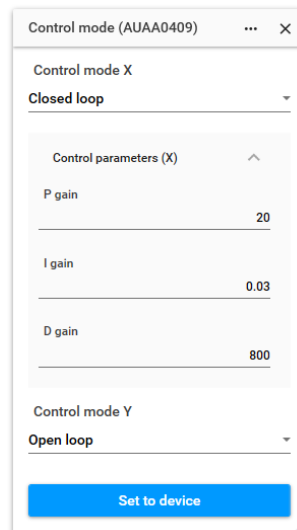 Control mode (AUAA0409)
Control mode X
Closed loop
Control parameters (X)
P gain
20
I gain
0.03
D gain
800
Control mode Y
Open loop
Set to device